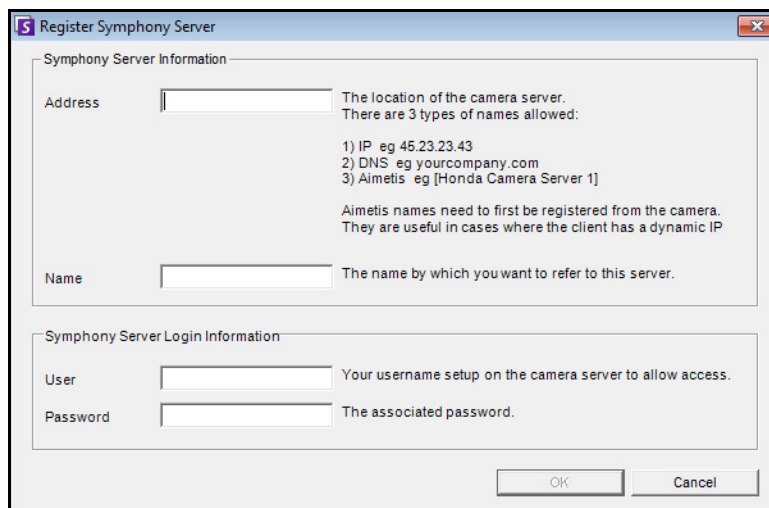 Register Symphony Server
Symphony Server Information
Address
The location of the camera server.
There are 3 types of names allowed:
1) IP eg 45.23.23.43
2) DNS eg yourcompany.com
3) Aimetis eg [Honda Camera Server 1]
Aimetis names need to first be registered from the camera.
They are useful in cases where the client has a dynamic IP
Name
The name by which you want to refer to this server.
Symphony Server Login Information
User
Your username setup on the camera server to allow access.
Password
The associated password.
OK
Cancel